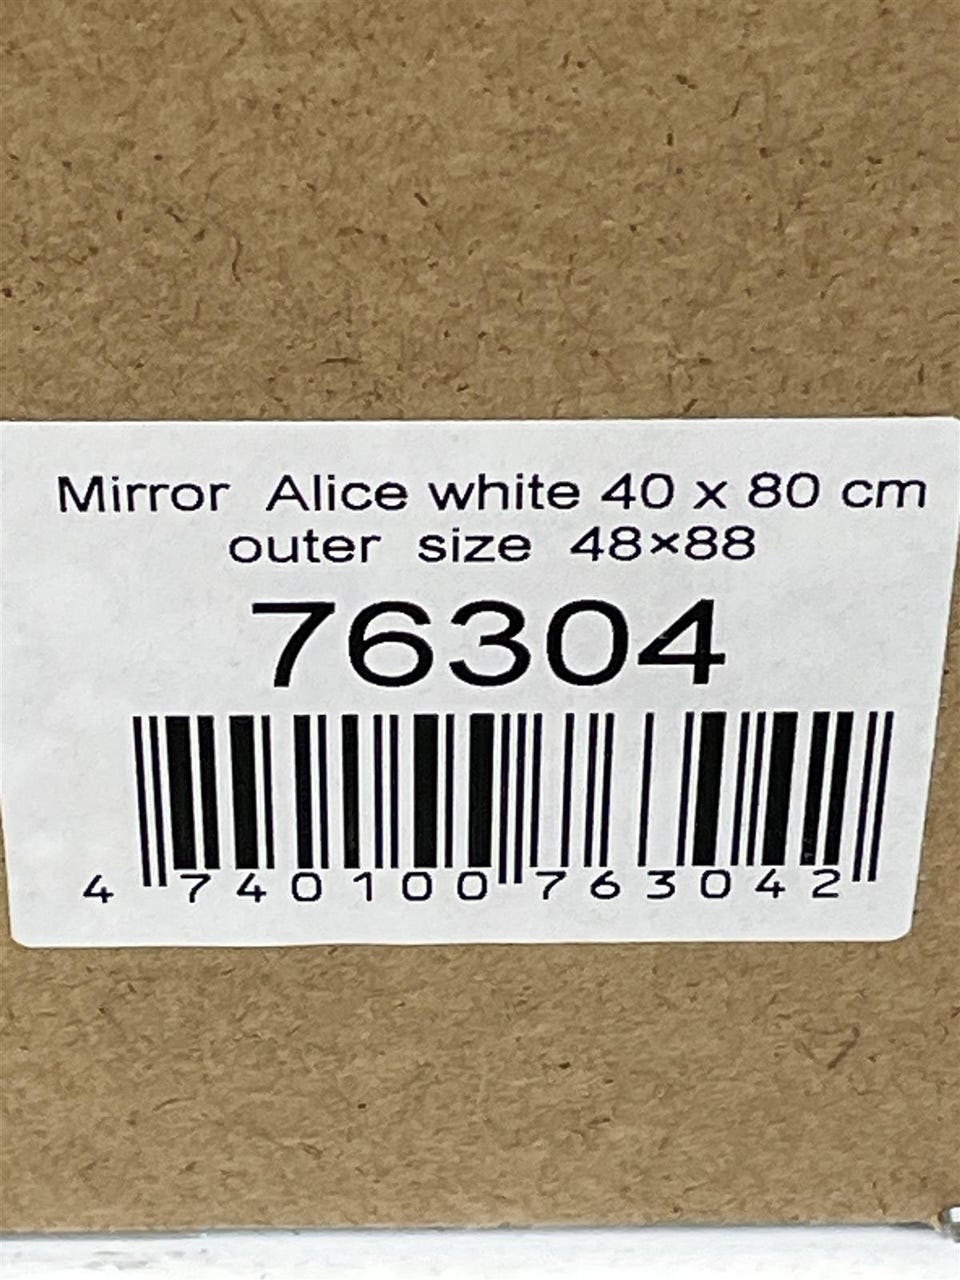 Mirror Alice white 40 x 80 cm
outer size 48×88
76304
4 740100 763042